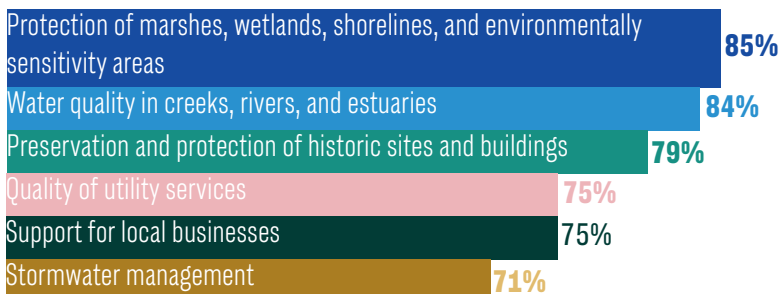 Protection of marshes, wetlands, shorelines, and environmentally
sensitivity areas
85%
Water quality in creeks, rivers, and estuaries
84%
Preservation and protection of historic sites and buildings
79%
Quality of utility services
75%
Support for local businesses
75%
Stormwater management
71%